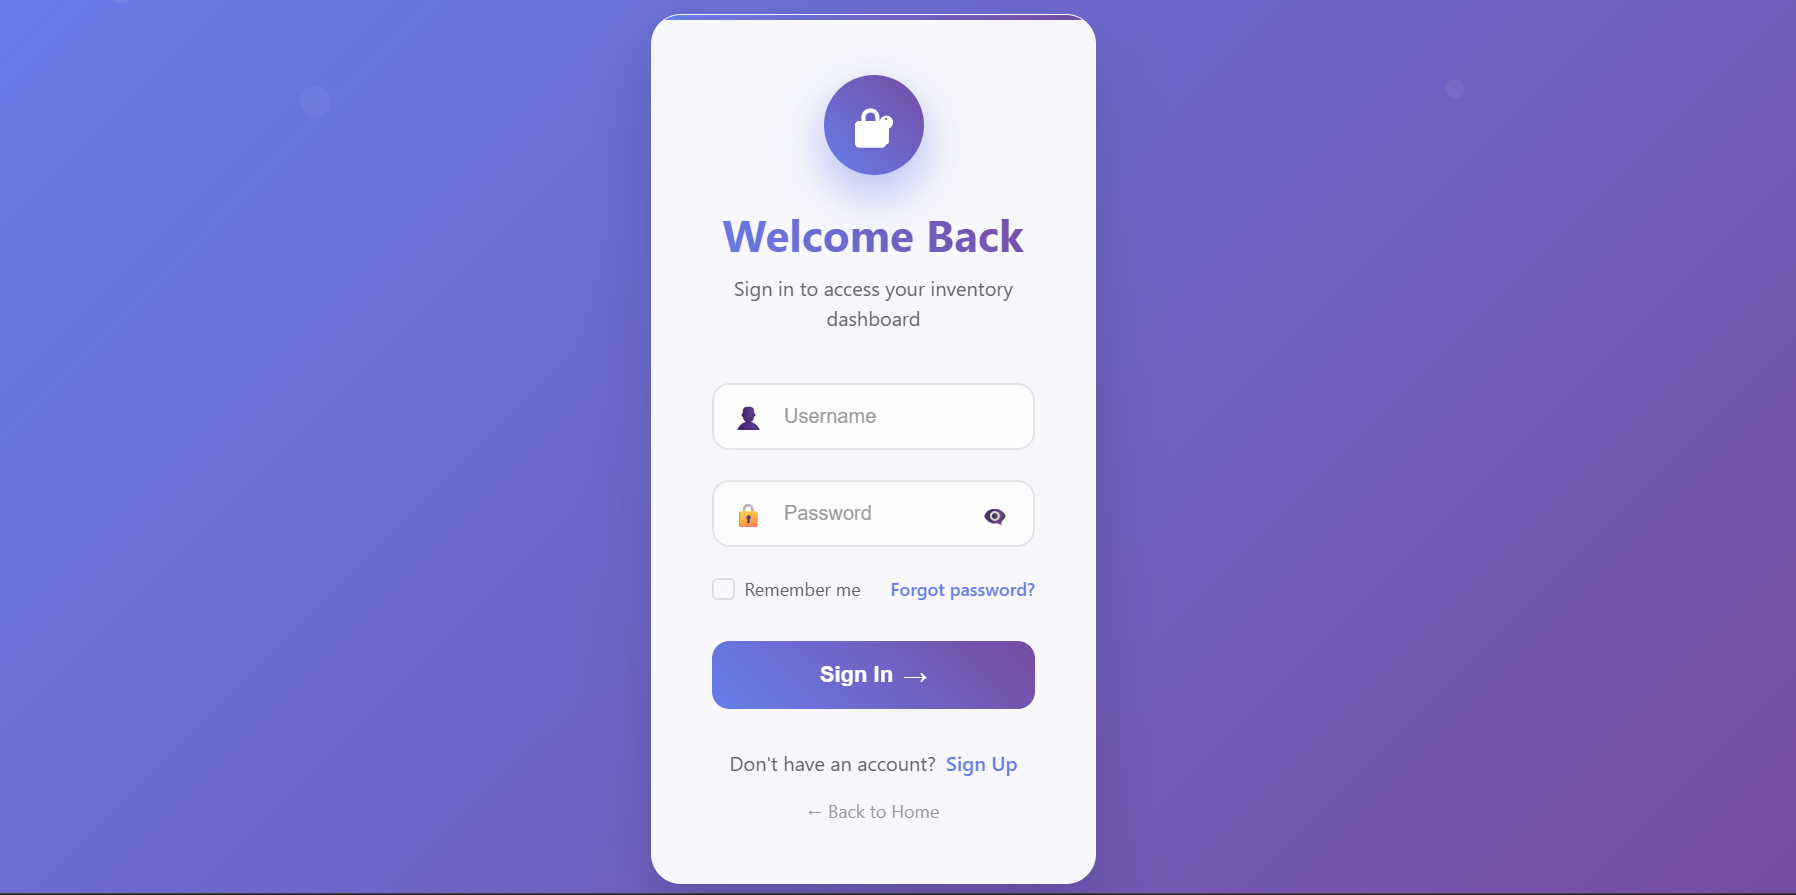 Welcome Back
Sign in to access your inventory
dashboard
Username
Password
Remember me
Forgot password?
Sign In →
Don't have an account? Sign Up
← Back to Home